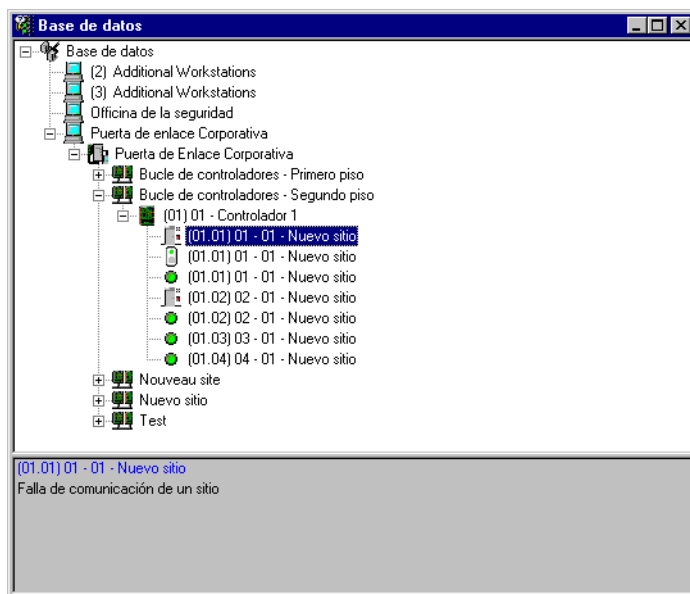 Base de datos
Base de datos
(2) Additional Workstations
(3) Additional Workstations
Officina de la seguridad
Puerta de enlace Corporativa
Puerta de Enlace Corporativa
Bucle de controladores - Primero piso
Bucle de controladores - Segundo piso
(01) 01 - Controlador 1
(01.01) 01 - 01 - Nuevo sitio
(01.01) 01 - 01 - Nuevo sitio
(01.01) 01 - 01 - Nuevo sitio
(01.02) 02 - 01 - Nuevo sitio
(01.02) 02 - 01 - Nuevo sitio
(01.03) 03 - 01 - Nuevo sitio
(01.04) 04 - 01 - Nuevo sitio
Nouveau site
Nuevo sitio
Test
(01.01) 01 - 01 - Nuevo sitio
Falla de comunicación de un sitio